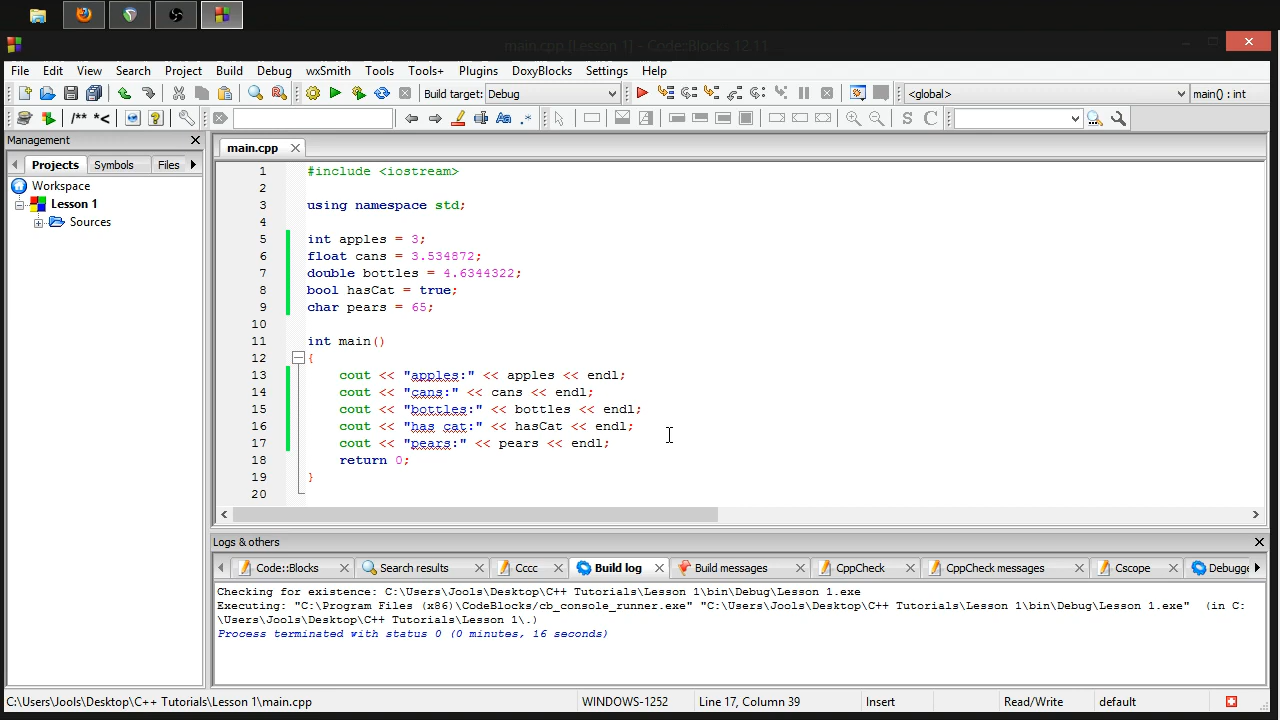 main.cpp [Lesson 1] - Code::Blocks 12.11
File Edit View Search Project Build Debug wxSmith Tools Tools+ Plugins DoxyBlocks Settings Help
Build target: Debug <global> main() : int
/** *< Aa .* S C
Management
Projects Symbols Files
main.cpp
Workspace
Lesson 1
Sources
1 #include <iostream>
2
3 using namespace std;
4
5 int apples = 3;
6 float cans = 3.534872;
7 double bottles = 4.6344322;
8 bool hasCat = true;
9 char pears = 65;
10
11 int main()
12 {
13 cout << "apples:" << apples << endl;
14 cout << "cans:" << cans << endl;
15 cout << "bottles:" << bottles << endl;
16 cout << "has cat:" << hasCat << endl;
17 cout << "pears:" << pears << endl;
18 return 0;
19 }
20
Logs & others
Code::Blocks Search results Cccc Build log Build messages CppCheck CppCheck messages Cscope Debugge
Checking for existence: C:\Users\Jools\Desktop\C++ Tutorials\Lesson 1\bin\Debug\Lesson 1.exe
Executing: "C:\Program Files (x86)\CodeBlocks/cb_console_runner.exe" "C:\Users\Jools\Desktop\C++ Tutorials\Lesson 1\bin\Debug\Lesson 1.exe" (in C:
\Users\Jools\Desktop\C++ Tutorials\Lesson 1\.)
Process terminated with status 0 (0 minutes, 16 seconds)
C:\Users\Jools\Desktop\C++ Tutorials\Lesson 1\main.cpp WINDOWS-1252 Line 17, Column 39 Insert Read/Write default